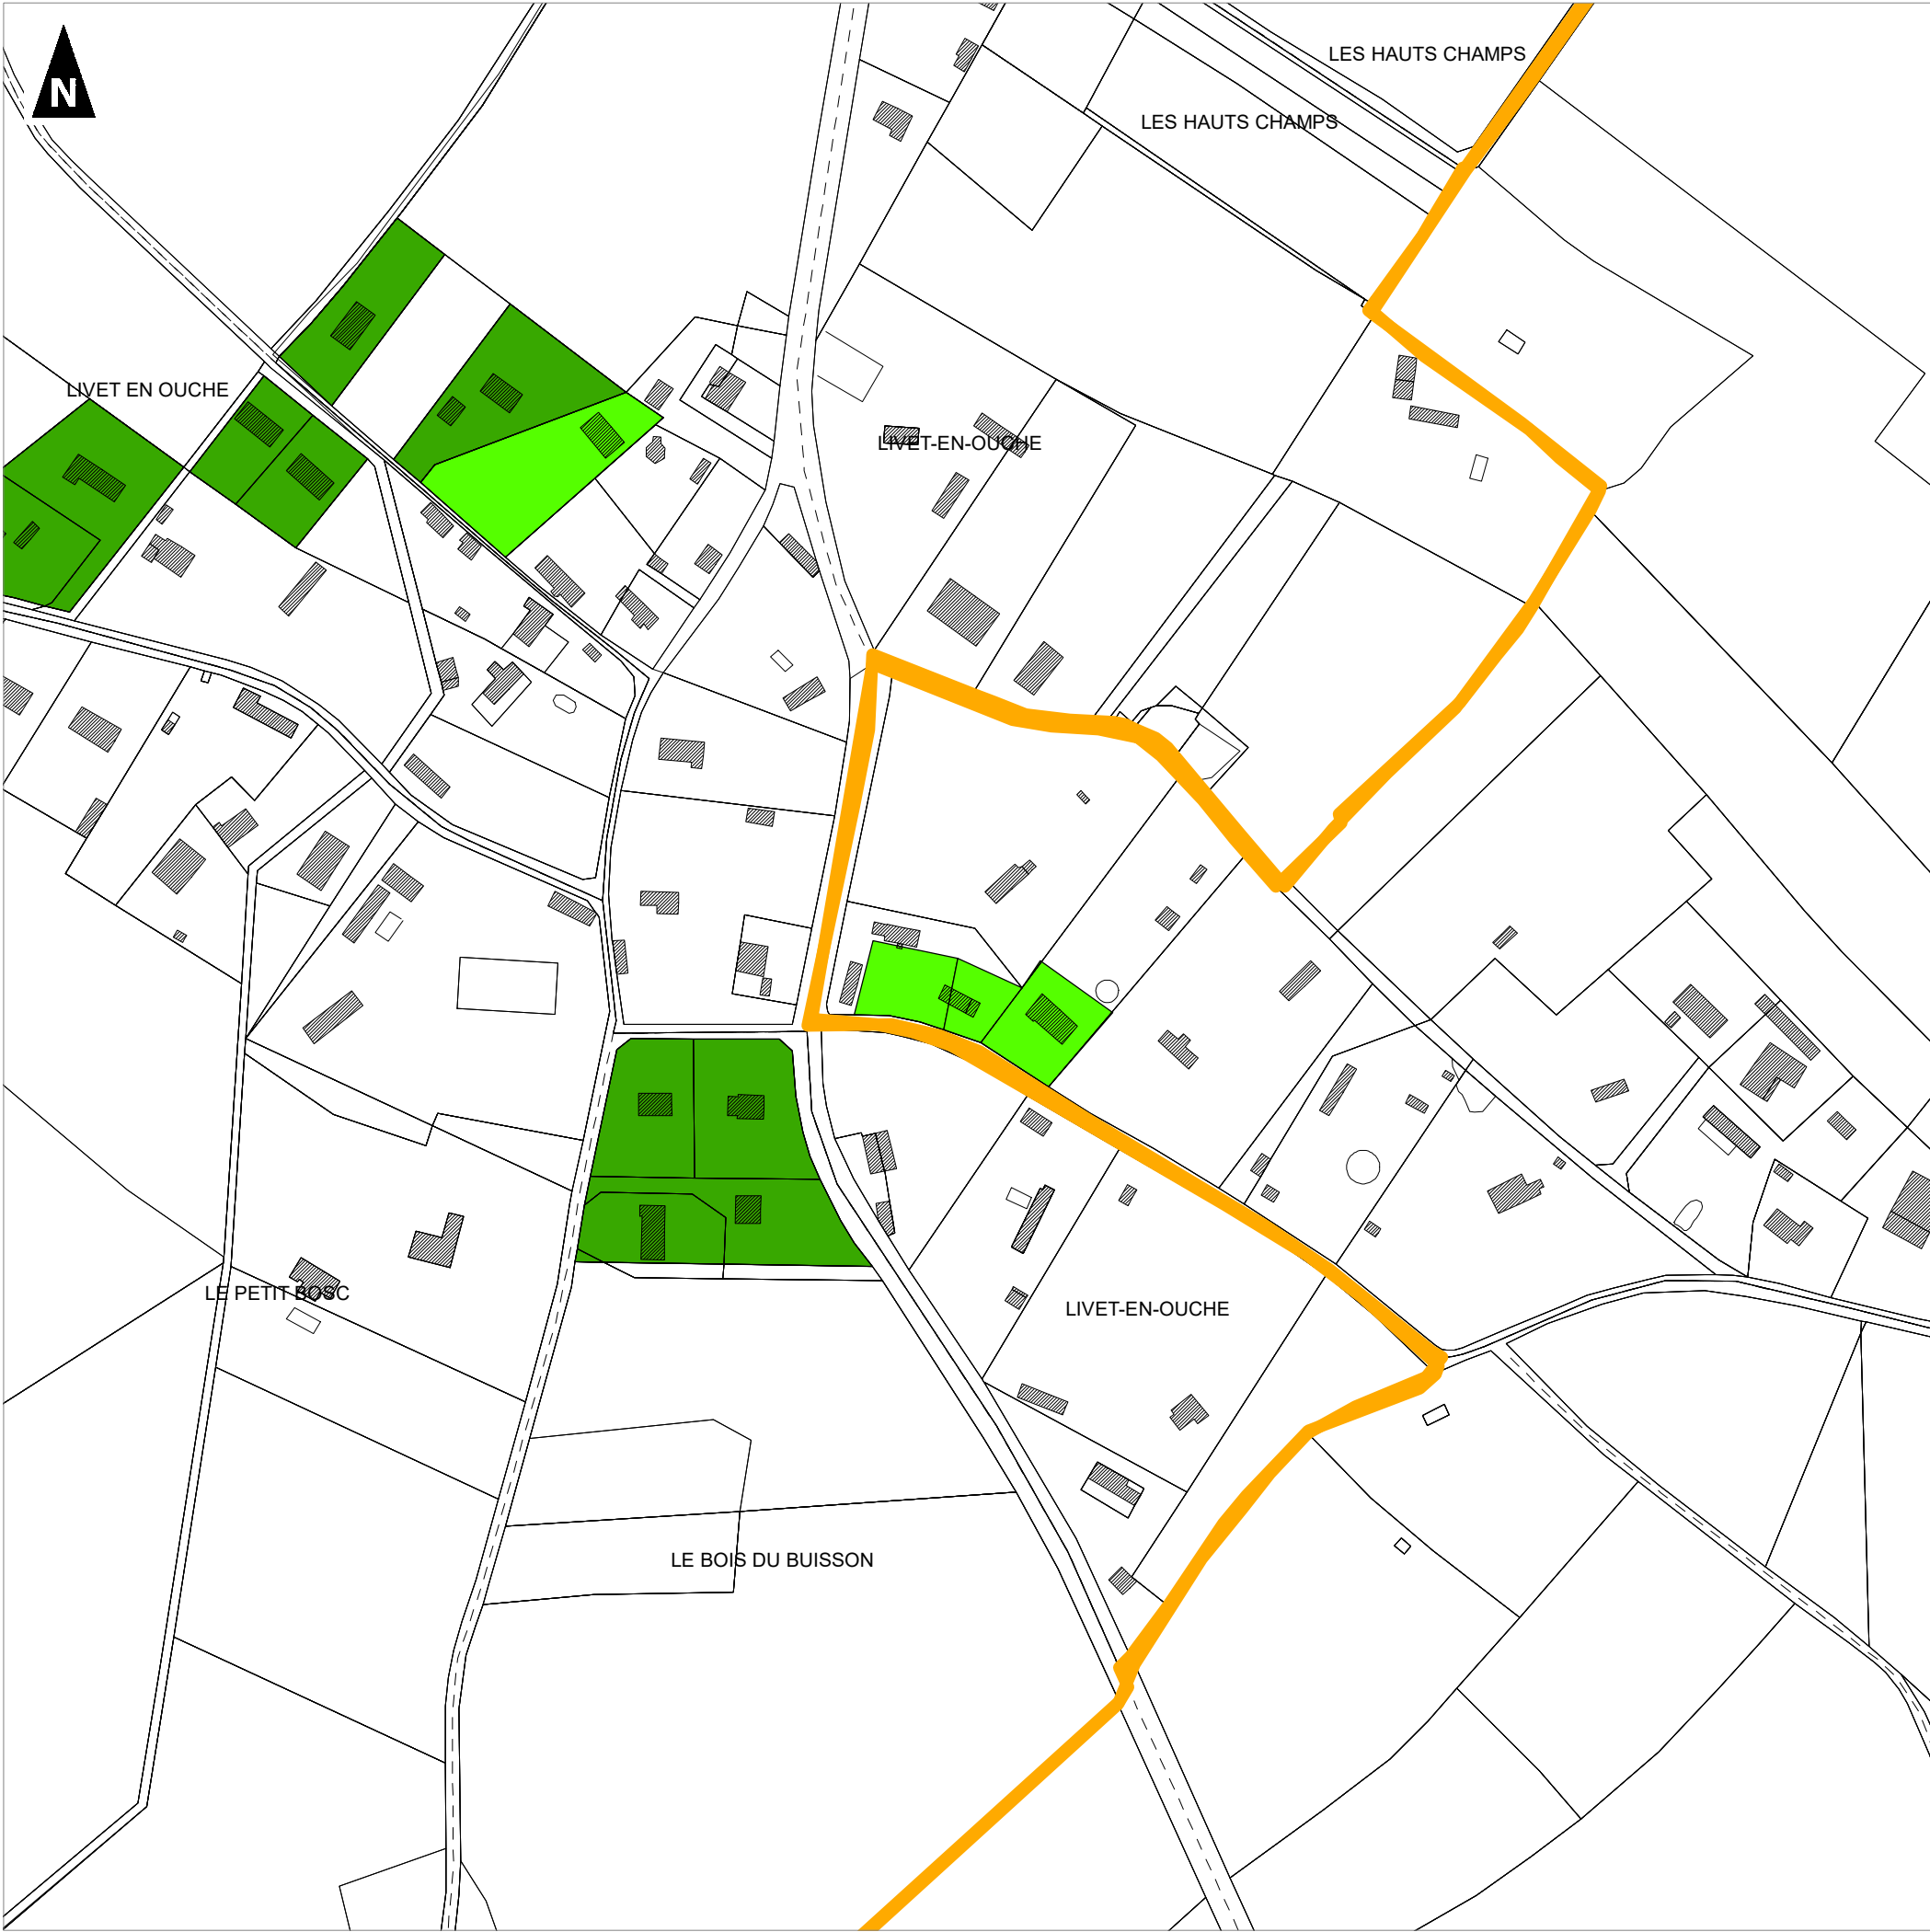 LES HAUTS CHAMPS
N
LES HAUTS CHAMPS
LIVET EN OUCHE
LIVET-EN-OUCHE
LE PETIT BOSC
LIVET-EN-OUCHE
LE BOIS DU BUISSON